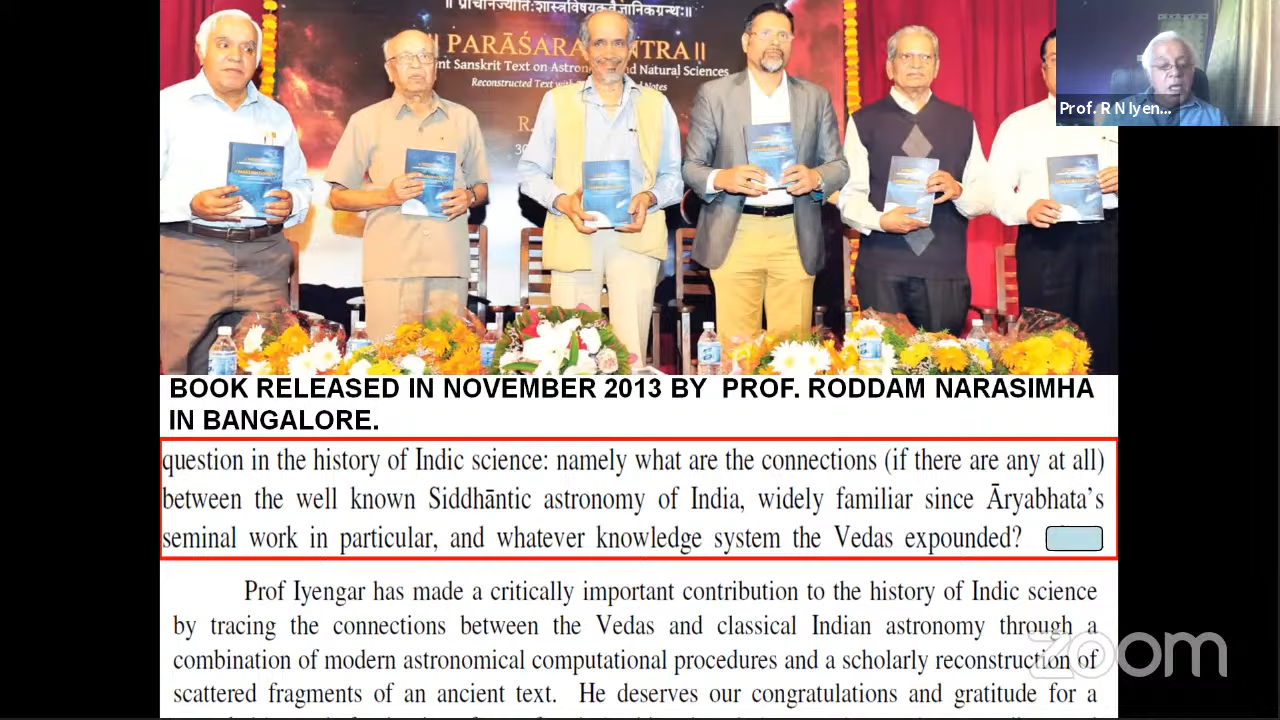 ॥ प्राचीनज्योतिःशास्त्रविषयकवैज्ञानिकग्रन्थः॥
॥ PARĀŚARA NTRA ॥
ent Sanskrit Text on Astron and Natural Sciences
Reconstructed Text with Notes
R.
30
Prof. R N Iyen...
BOOK RELEASED IN NOVEMBER 2013 BY PROF. RODDAM NARASIMHA
IN BANGALORE.
question in the history of Indic science: namely what are the connections (if there are any at all)
between the well known Siddhāntic astronomy of India, widely familiar since Āryabhata's
seminal work in particular, and whatever knowledge system the Vedas expounded?
Prof Iyengar has made a critically important contribution to the history of Indic science
by tracing the connections between the Vedas and classical Indian astronomy through a
combination of modern astronomical computational procedures and a scholarly reconstruction of
scattered fragments of an ancient text. He deserves our congratulations and gratitude for a
zoom